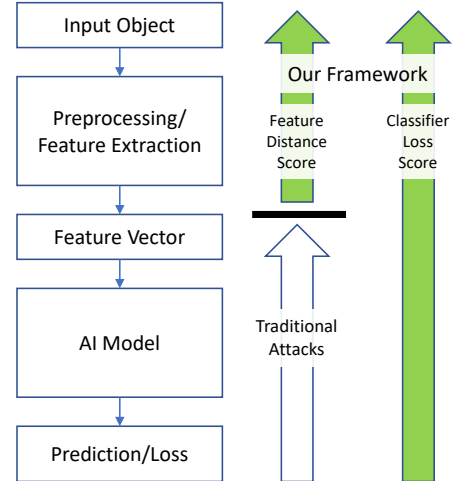 Input Object
Preprocessing/
Feature Extraction
Feature Vector
AI Model
Prediction/Loss
Our Framework
Feature
Distance
Score
Classifier
Loss
Score
Traditional
Attacks